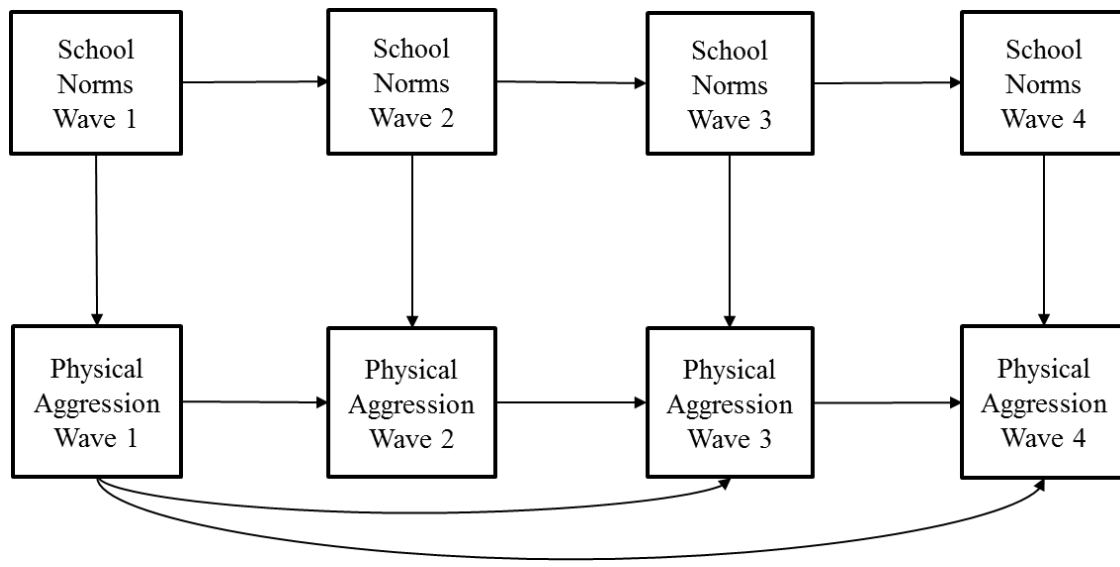 School
Norms
Wave 1
School
Norms
Wave 2
School
Norms
Wave 3
School
Norms
Wave 4
Physical
Aggression
Wave 1
Physical
Aggression
Wave 2
Physical
Aggression
Wave 3
Physical
Aggression
Wave 4